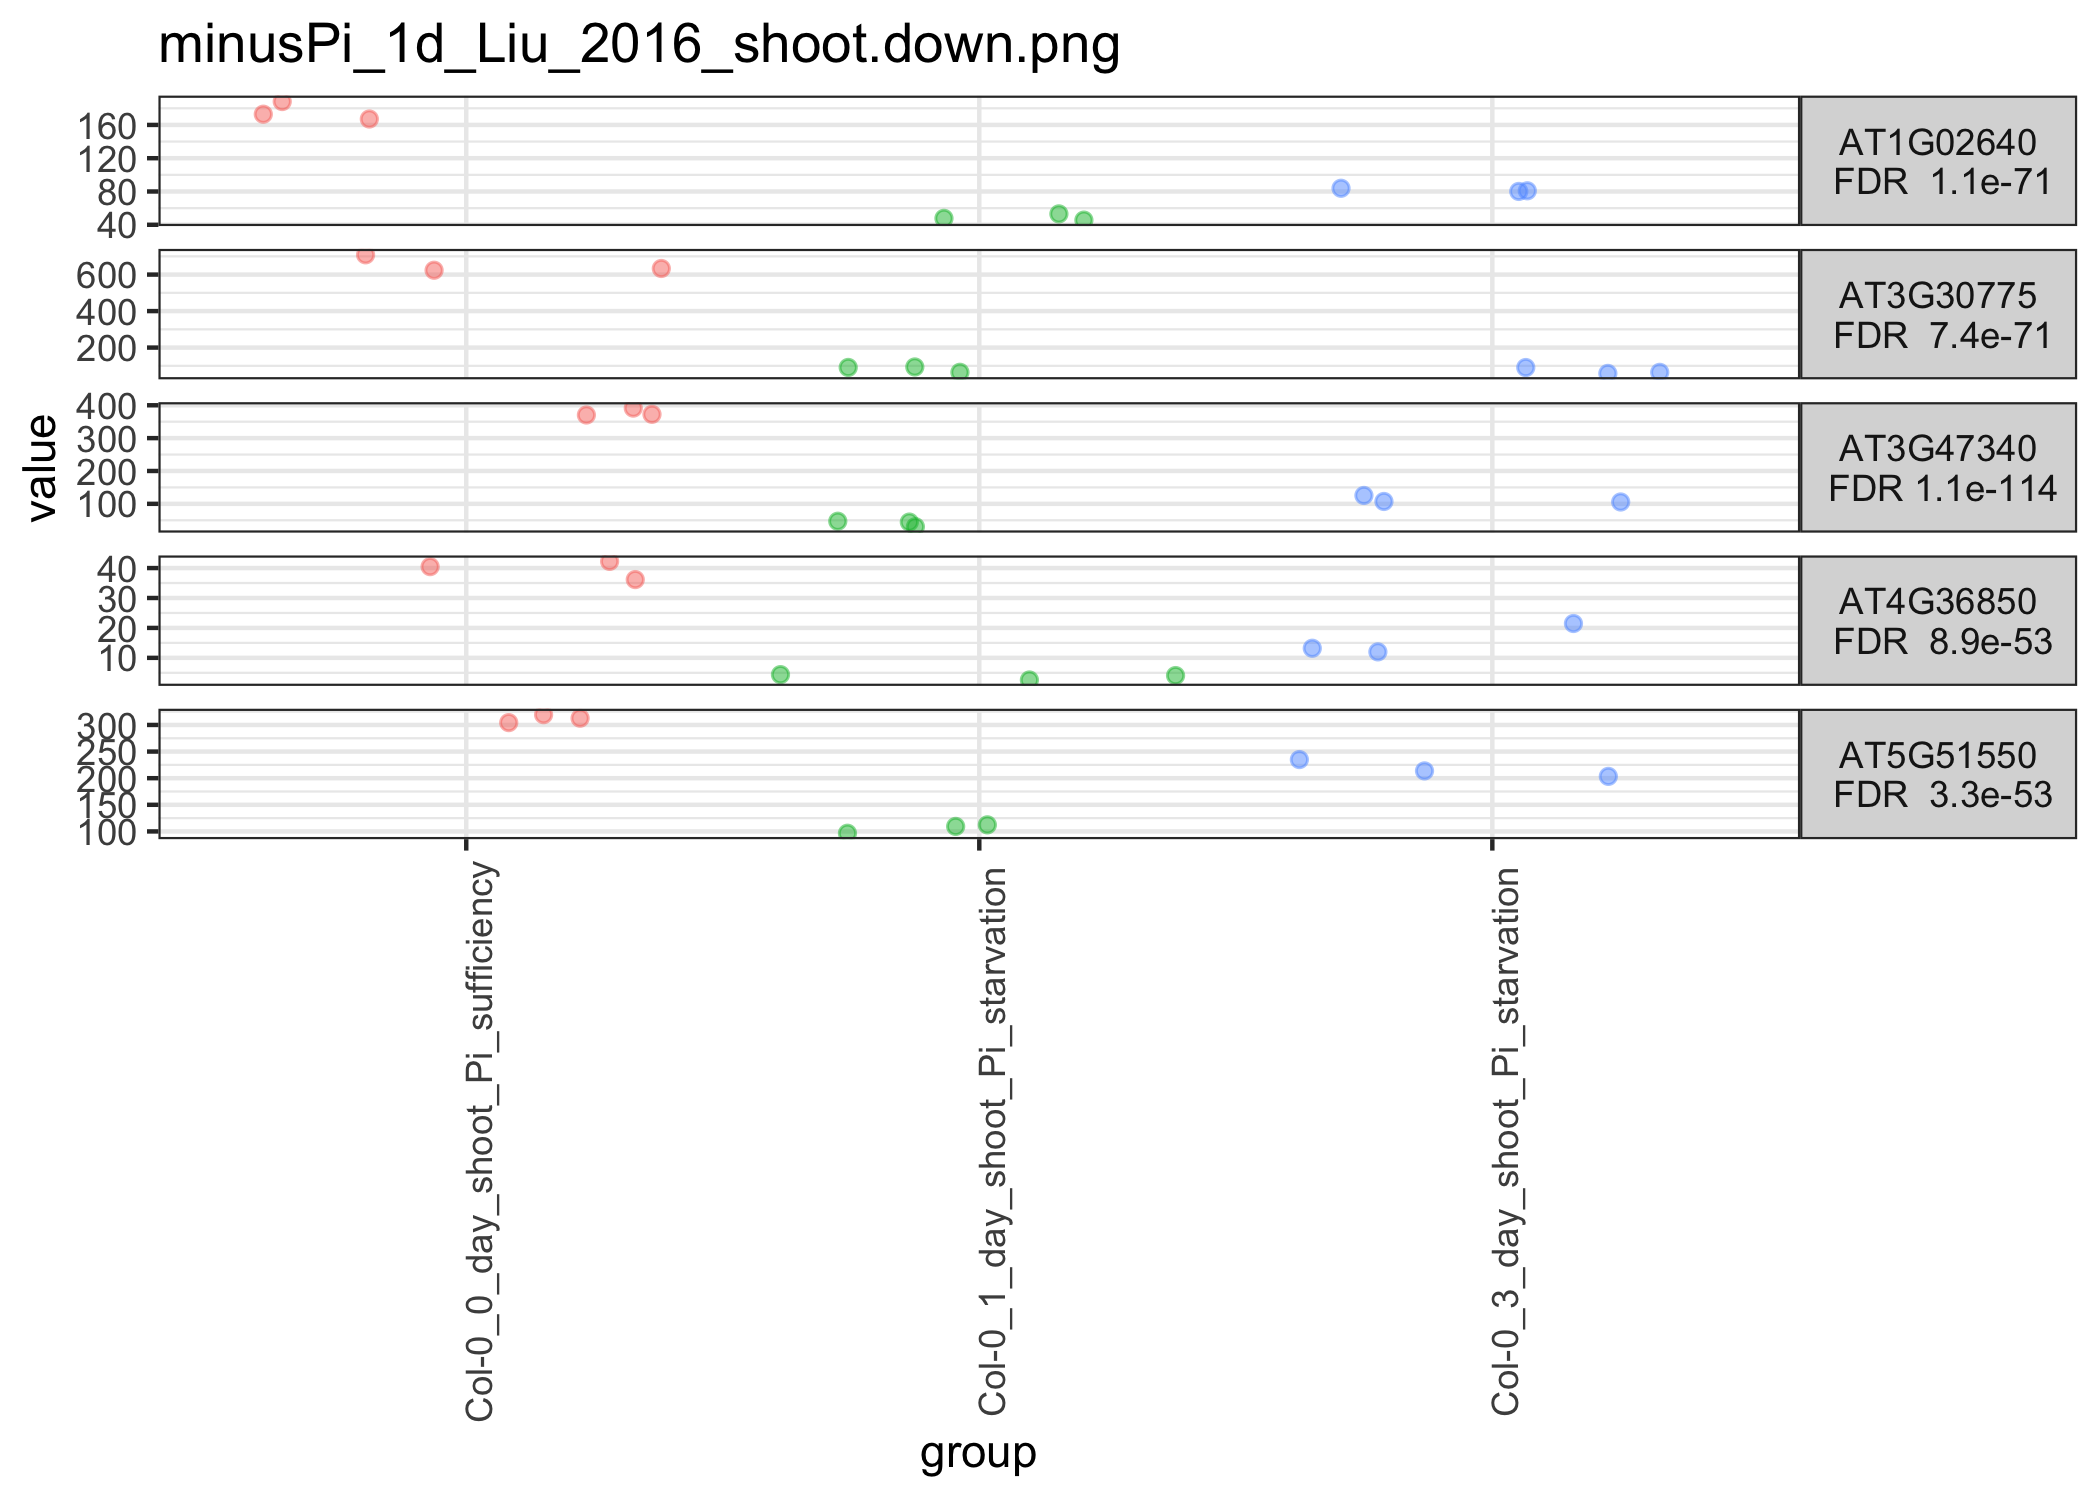 minusPi_1d_Liu_2016_shoot.down.png
160
120
80
40
AT1G02640
FDR 1.1e-71
600
400
200
AT3G30775
FDR 7.4e-71
400
300
200
100
AT3G47340
FDR 1.1e-114
40
30
20
10
AT4G36850
FDR 8.9e-53
300
250
200
150
100
AT5G51550
FDR 3.3e-53
value
Col-0_0_day_shoot_Pi_sufficiency
Col-0_1_day_shoot_Pi_starvation
Col-0_3_day_shoot_Pi_starvation
group